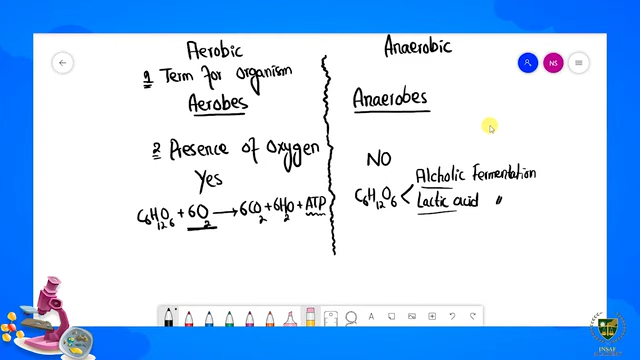 Aerobic
Anaerobic
1 Term For Organism
Aerobes
Anaerobes
2 Presence of Oxygen
Yes
NO
C6H12O6 + 6O2 → 6CO2 + 6H2O + ATP
C6H12O6 < Alcholic Fermentation
Lactic acid "
NS
INSAF